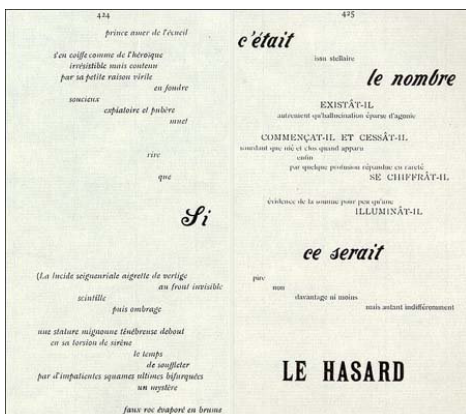 424
prince amer de l'écueil
s'en coiffe comme de l'héroïque
irrésistible mais contenu
par sa petite raison virile
en foudre
soucieux
expiatoire et pubère
muet
rire
que
Si
(La lucide seigneuriale aigrette de vertige
au front invisible
scintille
puis ombrage
une stature mignonne ténébreuse debout
en sa torsion de sirène
le temps
de souffleter
par d'impatientes squames ultimes bifurquées
un mystère
faux roc évaporé en brume
425
c'était
issu stellaire
le nombre
EXISTÂT-IL
autrement qu'hallucination éparse d'agonie
COMMENÇAT-IL ET CESSÂT-IL
sourdant que nié et clos quand apparu
enfin
par quelque profusion répandue en rareté
SE CHIFFRÂT-IL
évidence de la somme pour peu qu'une
ILLUMINÂT-IL
ce serait
pire
non
davantage ni moins
mais autant indifféremment
LE HASARD